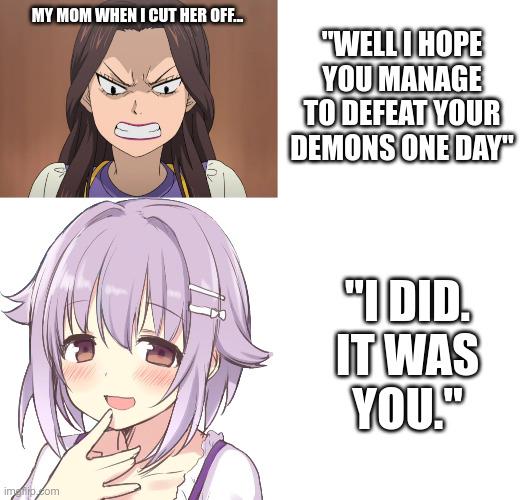 MY MOM WHEN I CUT HER OFF...
"WELL I HOPE
YOU MANAGE
TO DEFEAT YOUR
DEMONS ONE DAY"
"I DID.
IT WAS
YOU."
imgflip.com